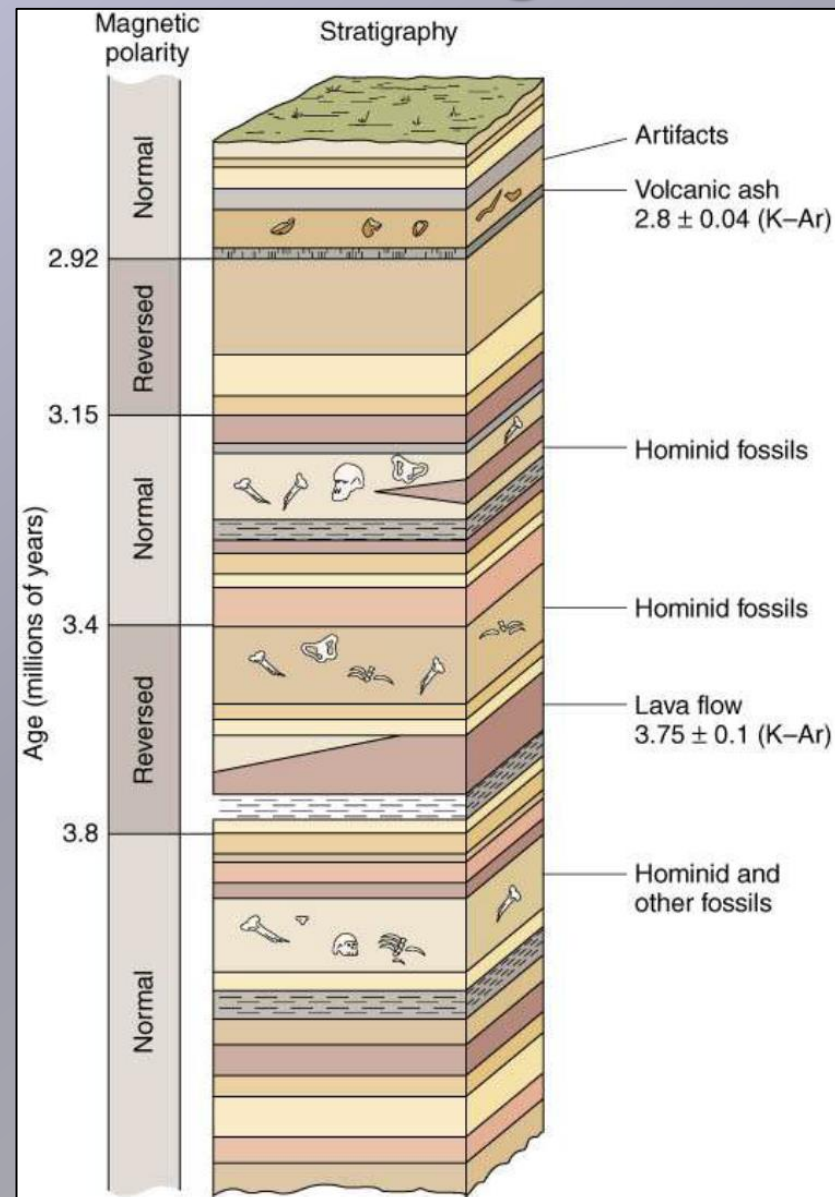 Magnetic
polarity
Stratigraphy
Normal
2.92
Reversed
3.15
Normal
3.4
Reversed
3.8
Normal
Age (millions of years)
Artifacts
Volcanic ash
2.8 ± 0.04 (K–Ar)
Hominid fossils
Hominid fossils
Lava flow
3.75 ± 0.1 (K–Ar)
Hominid and
other fossils